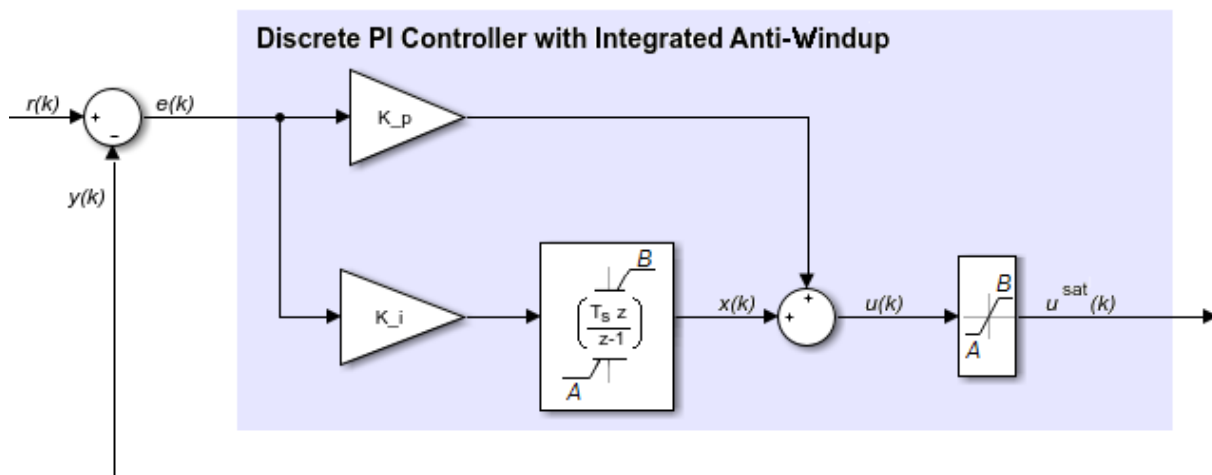 Discrete PI Controller with Integrated Anti-Windup
r(k)
+
-
e(k)
y(k)
K_p
K_i
B
T_s z
z-1
A
x(k)
+
+
u(k)
B
A
u^sat(k)